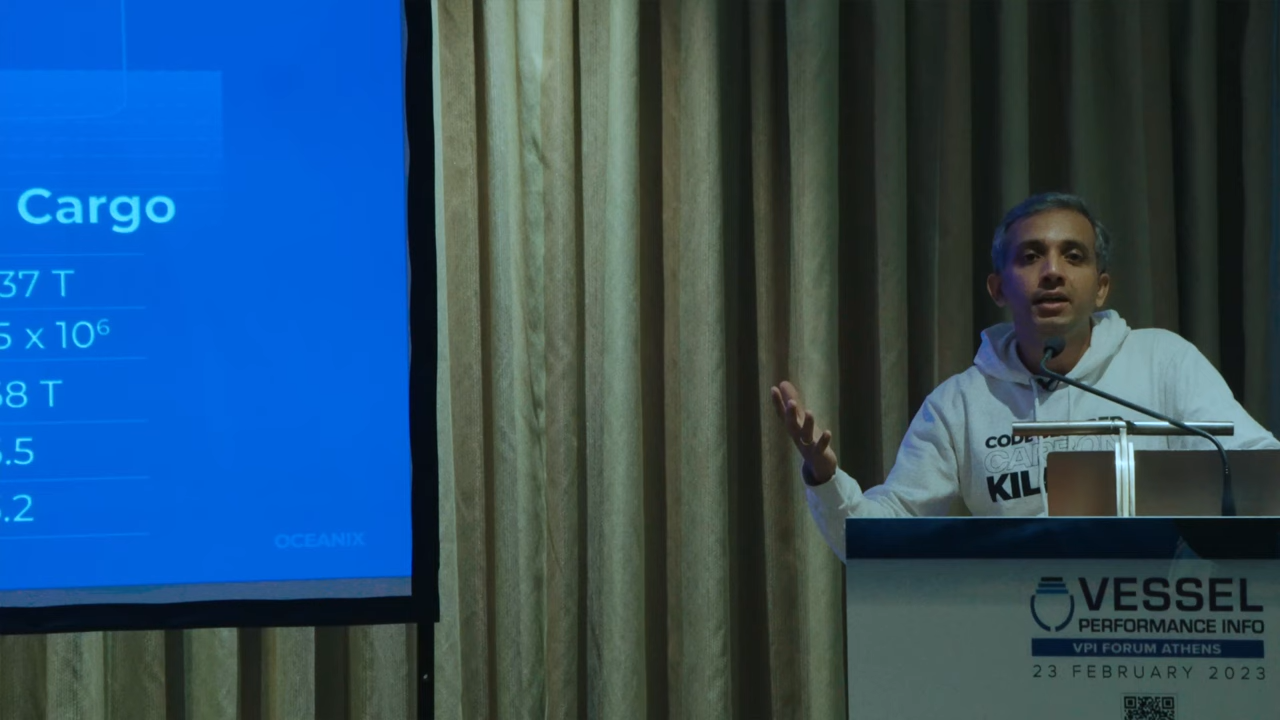 Cargo
37 T
5 x 10⁶
58 T
5.5
5.2
OCEANIX
CODE
KIL
VESSEL
PERFORMANCE INFO
VPI FORUM ATHENS
23 FEBRUARY 2023